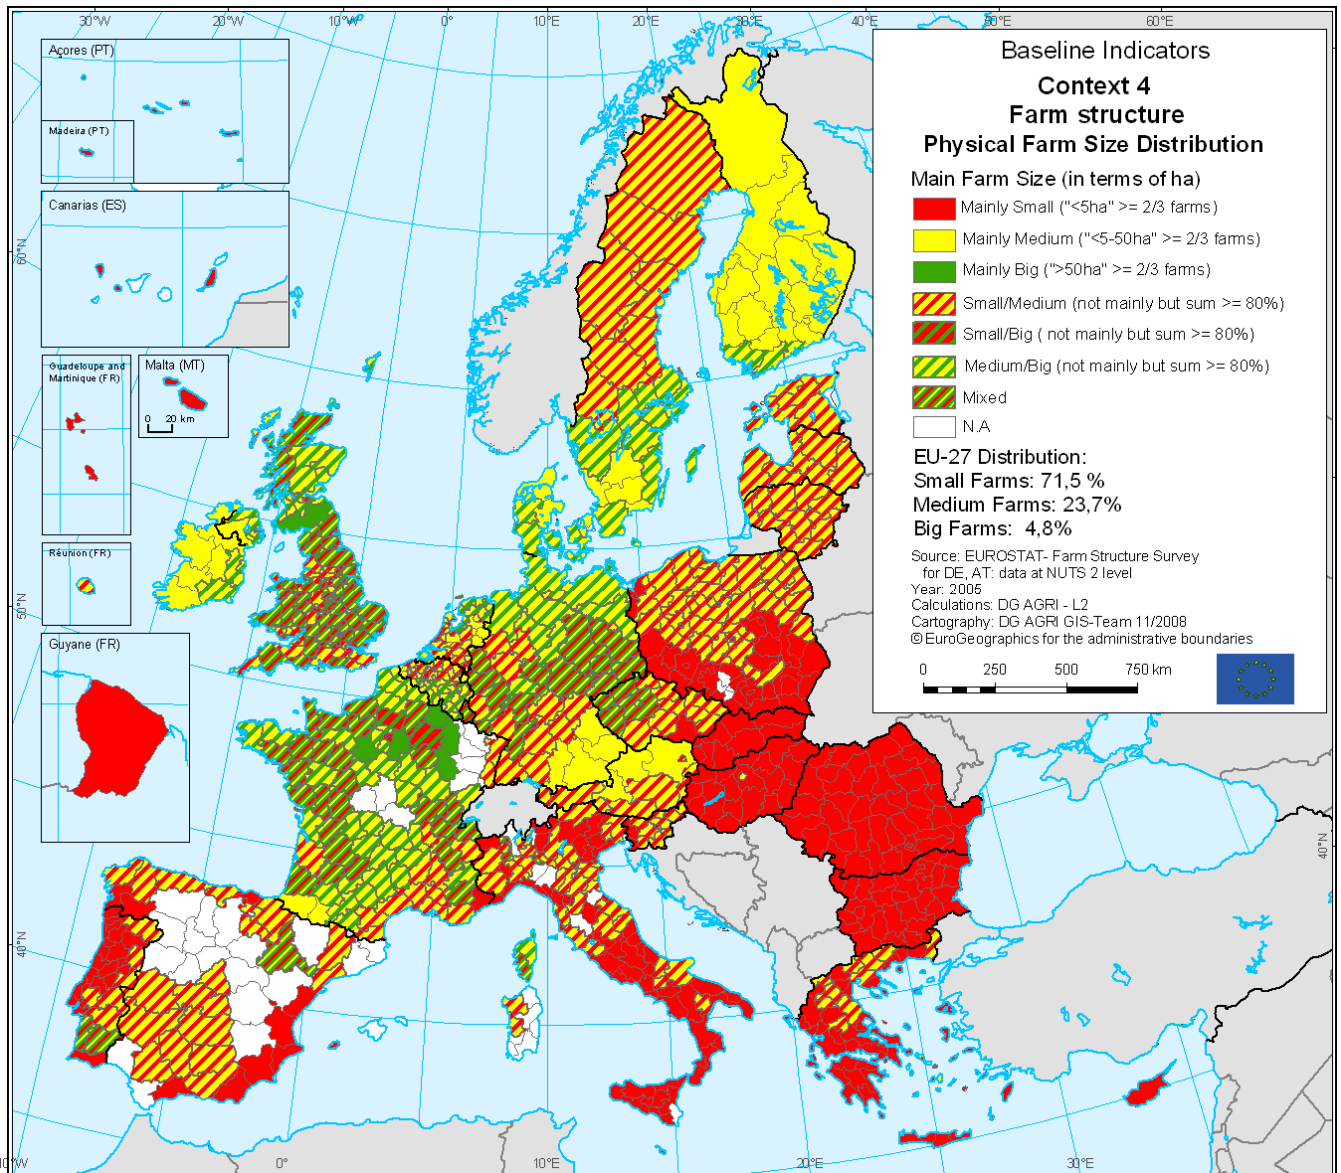 30°W
20°W
10°W
0°
10°E
20°E
30°E
40°E
50°E
60°E
Açores (PT)
Madeira (PT)
Canarias (ES)
Guadeloupe and
Martinique (FR)
Malta (MT)
0 20 km
Réunion (FR)
Guyane (FR)
60°N
50°N
40°N
40°N
Baseline Indicators
Context 4
Farm structure
Physical Farm Size Distribution
Main Farm Size (in terms of ha)
Mainly Small ("<5ha" >= 2/3 farms)
Mainly Medium ("<5-50ha" >= 2/3 farms)
Mainly Big (">50ha" >= 2/3 farms)
Small/Medium (not mainly but sum >= 80%)
Small/Big ( not mainly but sum >= 80%)
Medium/Big (not mainly but sum >= 80%)
Mixed
N.A
EU-27 Distribution:
Small Farms: 71,5 %
Medium Farms: 23,7%
Big Farms: 4,8%
Source: EUROSTAT- Farm Structure Survey
for DE, AT: data at NUTS 2 level
Year: 2005
Calculations: DG AGRI - L2
Cartography: DG AGRI GIS-Team 11/2008
© EuroGeographics for the administrative boundaries
0 250 500 750 km
0°
10°E
20°E
30°E